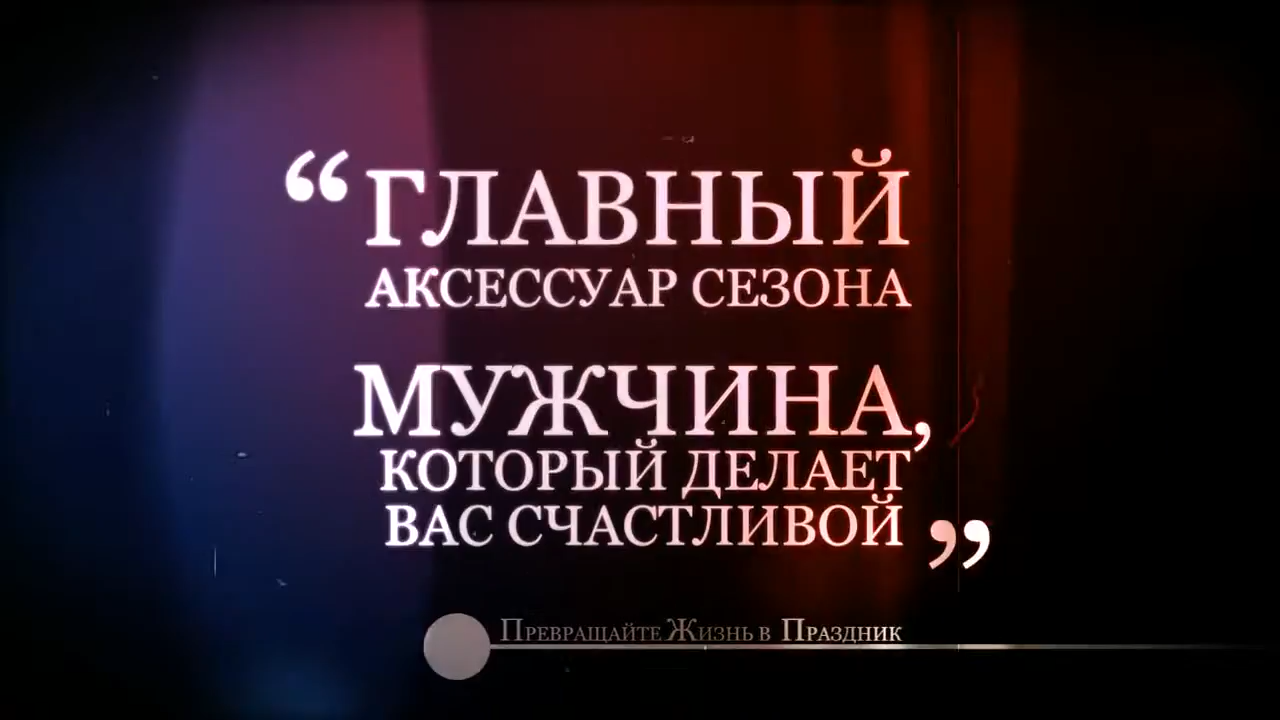 “ГЛАВНЫЙ
АКСЕССУАР СЕЗОНА
МУЖЧИНА,
КОТОРЫЙ ДЕЛАЕТ
ВАС СЧАСТЛИВОЙ”
Превращайте Жизнь в Праздник